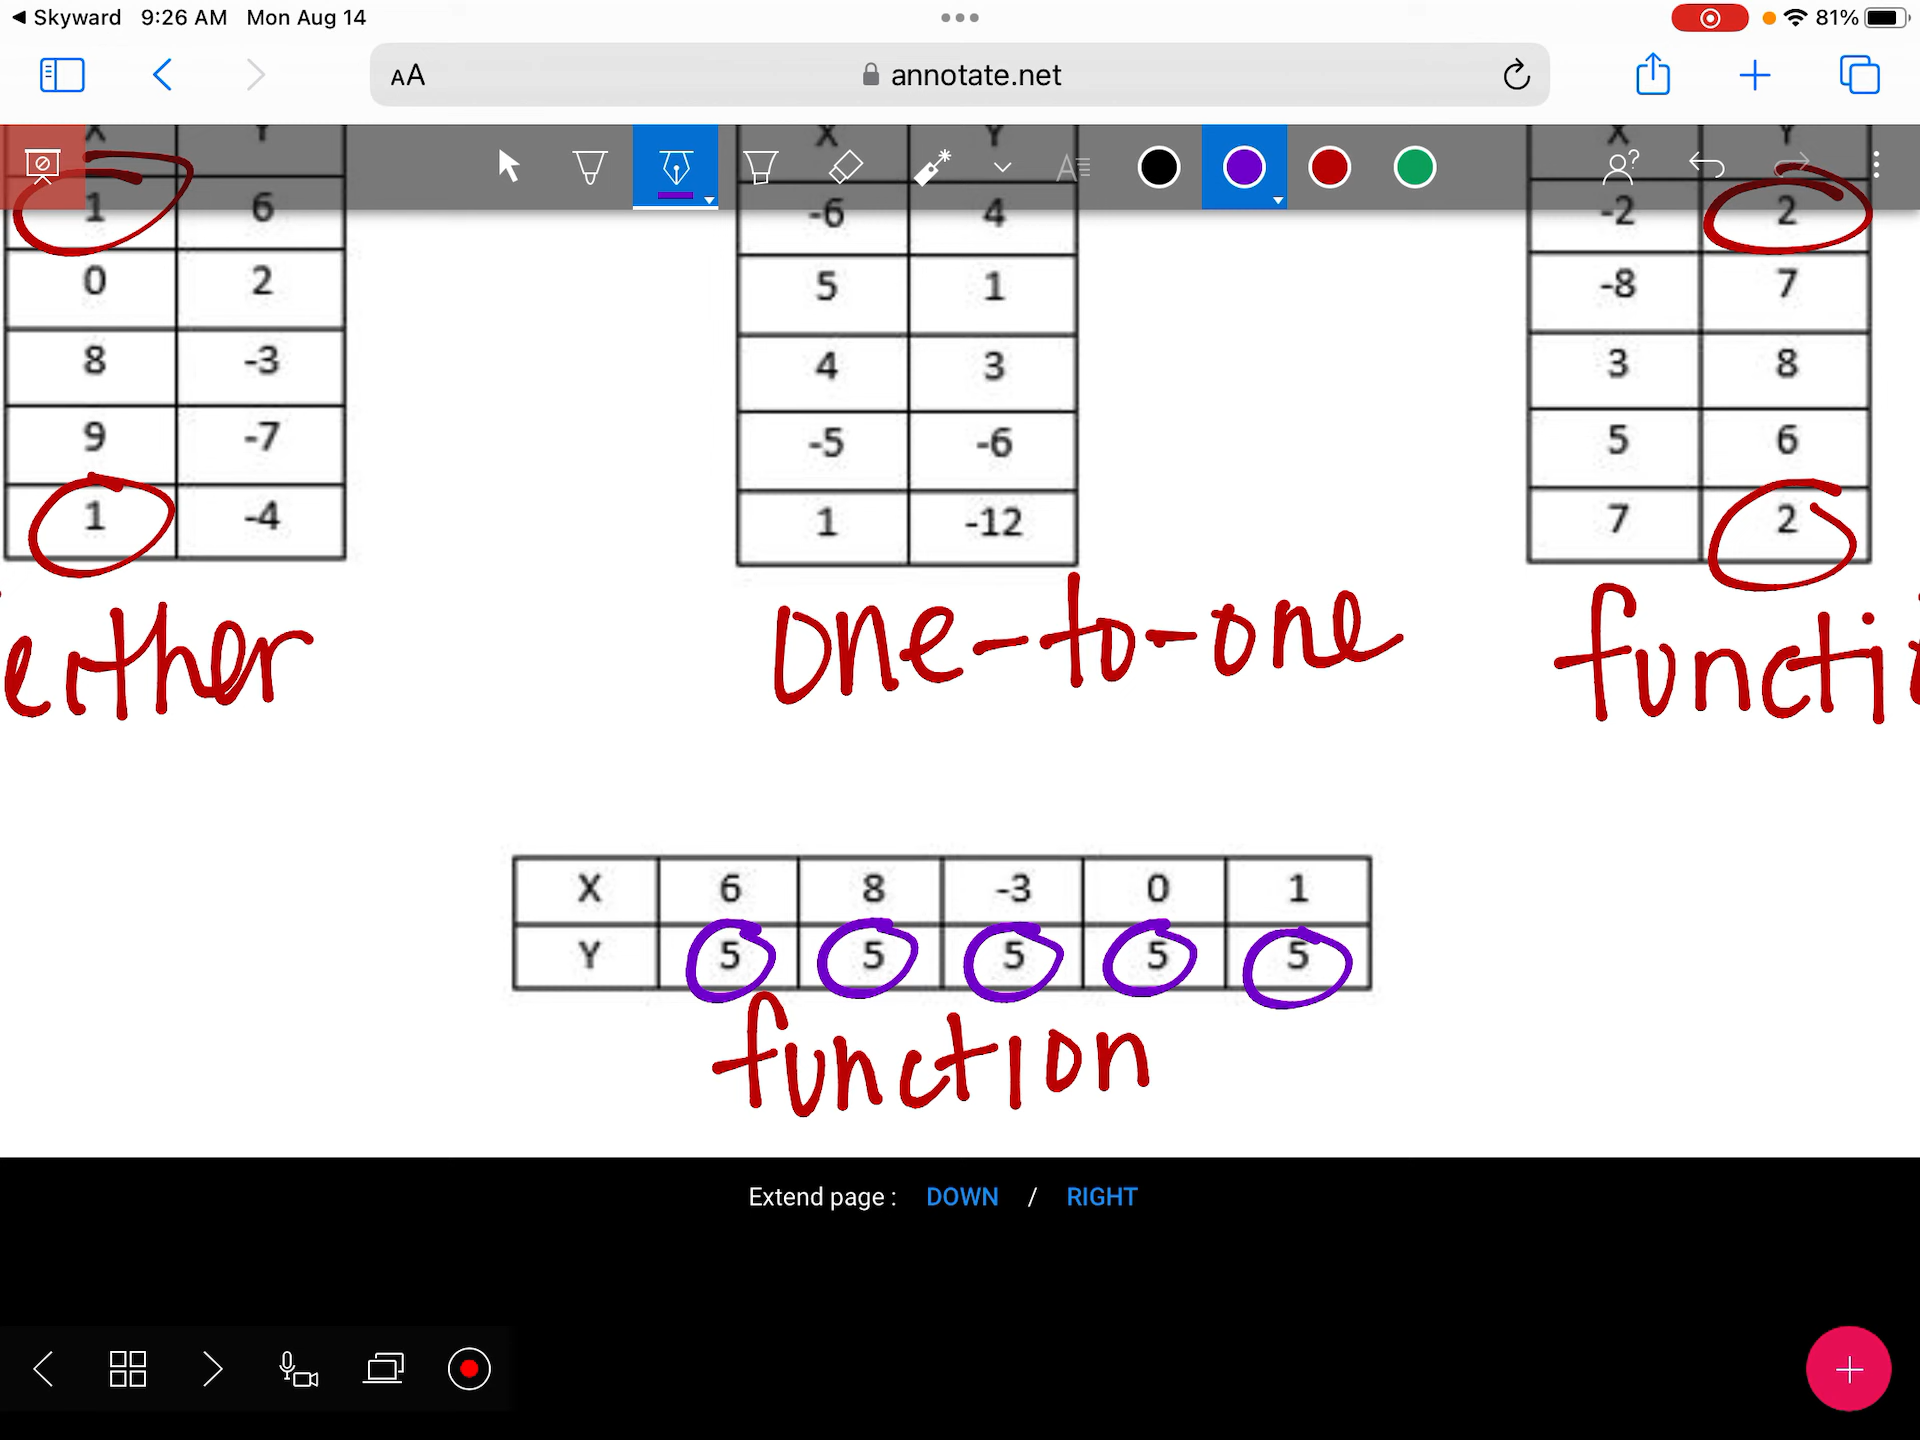 ◀ Skyward 9:26 AM Mon Aug 14 81%
AA annotate.net
X Y X Y X Y
1 6 -6 4 -2 2
0 2 5 1 -8 7
8 -3 4 3 3 8
9 -7 -5 -6 5 6
1 -4 1 -12 7 2
either one-to-one functi
X 6 8 -3 0 1
Y 5 5 5 5 5
function
Extend page : DOWN / RIGHT